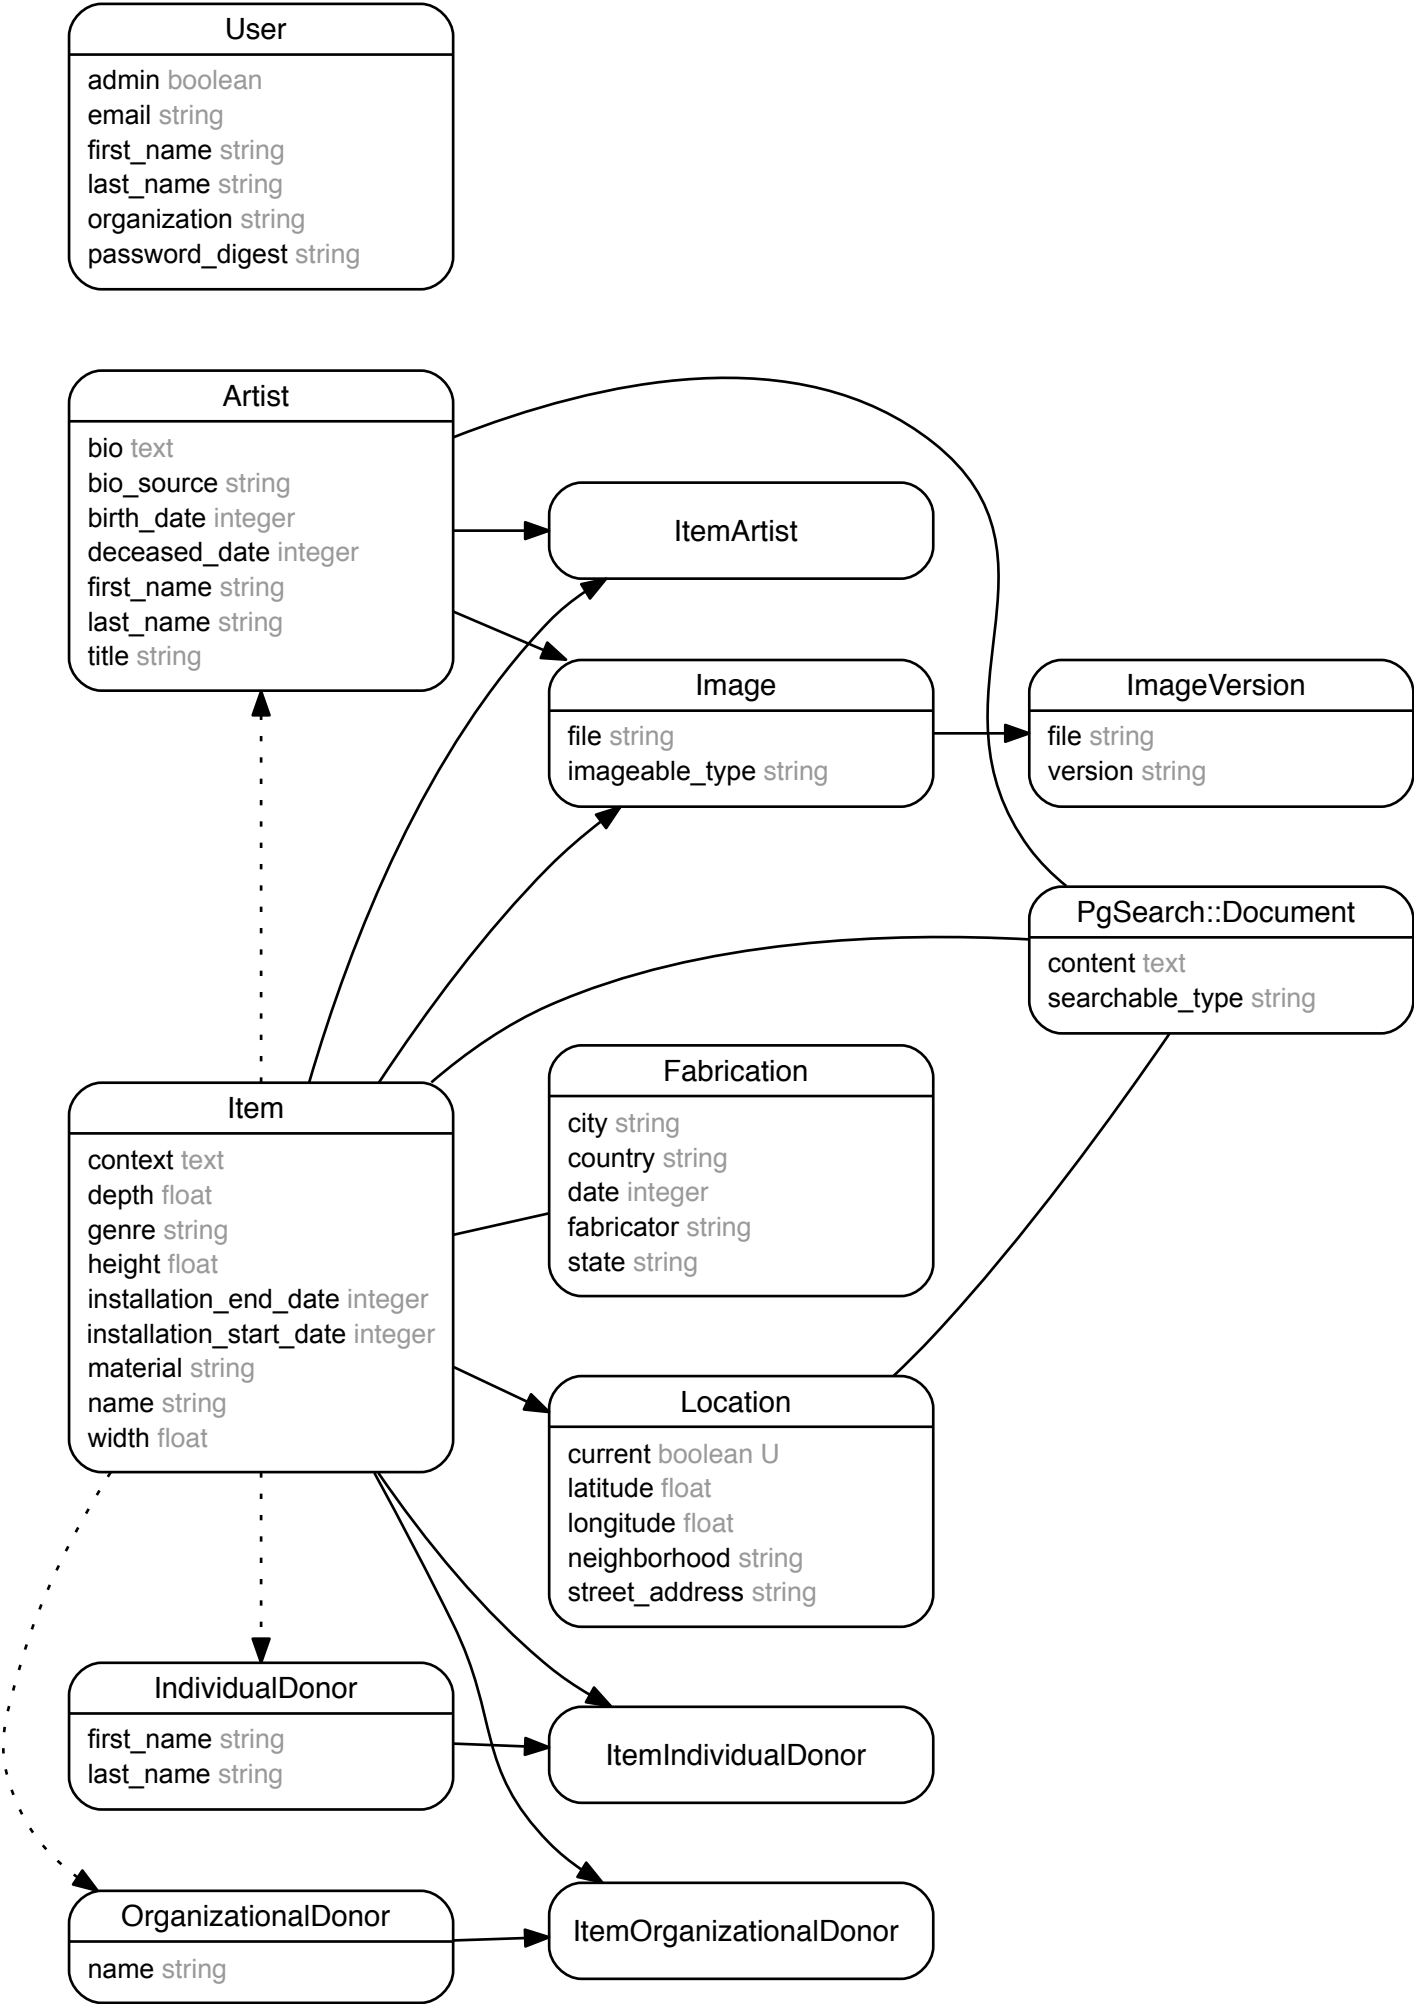 User
admin boolean
email string
first_name string
last_name string
organization string
password_digest string
Artist
bio text
bio_source string
birth_date integer
deceased_date integer
first_name string
last_name string
title string
ItemArtist
Image
file string
imageable_type string
ImageVersion
file string
version string
PgSearch::Document
content text
searchable_type string
Item
context text
depth float
genre string
height float
installation_end_date integer
installation_start_date integer
material string
name string
width float
Fabrication
city string
country string
date integer
fabricator string
state string
Location
current boolean U
latitude float
longitude float
neighborhood string
street_address string
IndividualDonor
first_name string
last_name string
ItemIndividualDonor
OrganizationalDonor
name string
ItemOrganizationalDonor